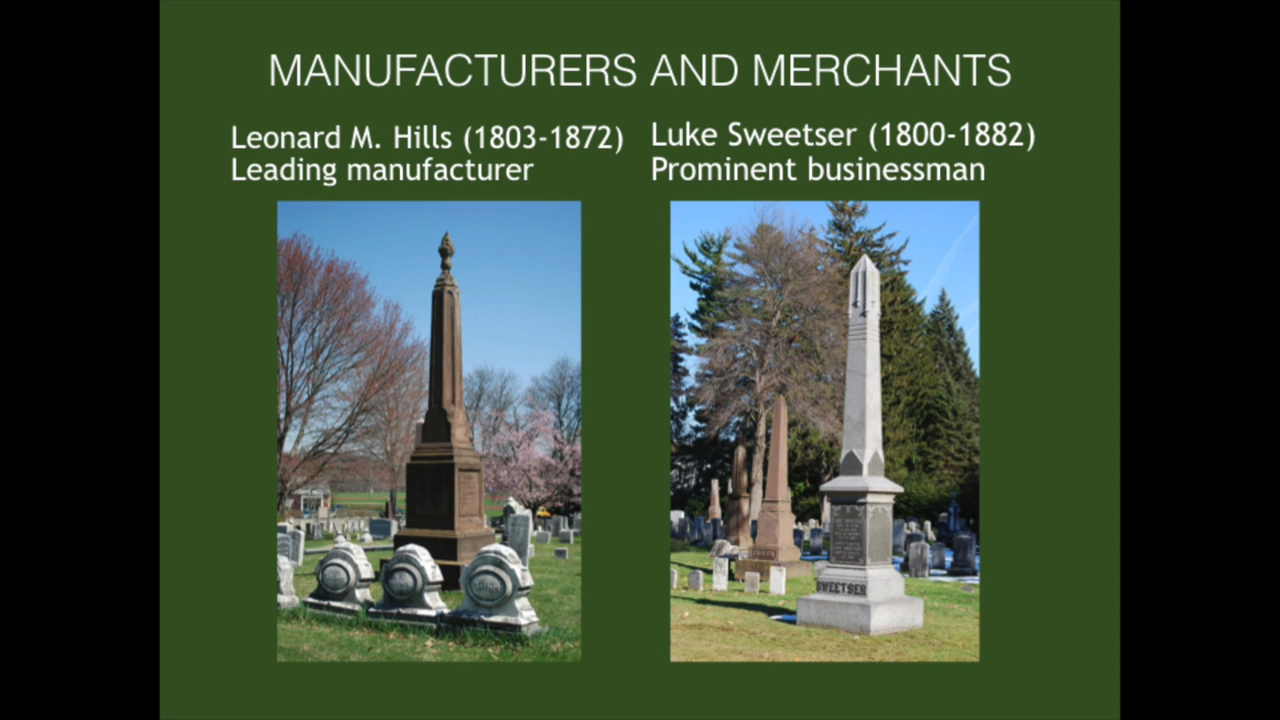 MANUFACTURERS AND MERCHANTS
Leonard M. Hills (1803-1872)
Leading manufacturer
Luke Sweetser (1800-1882)
Prominent businessman
SWEETSER